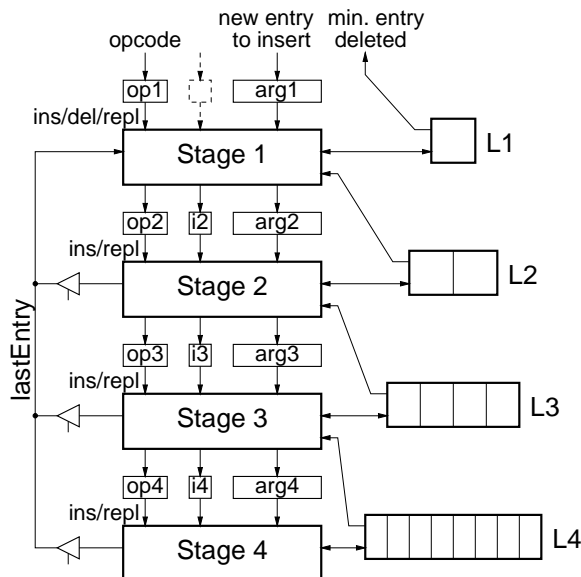 opcode
new entry
to insert
min. entry
deleted
op1
arg1
ins/del/repl
Stage 1
L1
op2
i2
arg2
ins/repl
Stage 2
L2
lastEntry
op3
i3
arg3
ins/repl
Stage 3
L3
op4
i4
arg4
ins/repl
Stage 4
L4